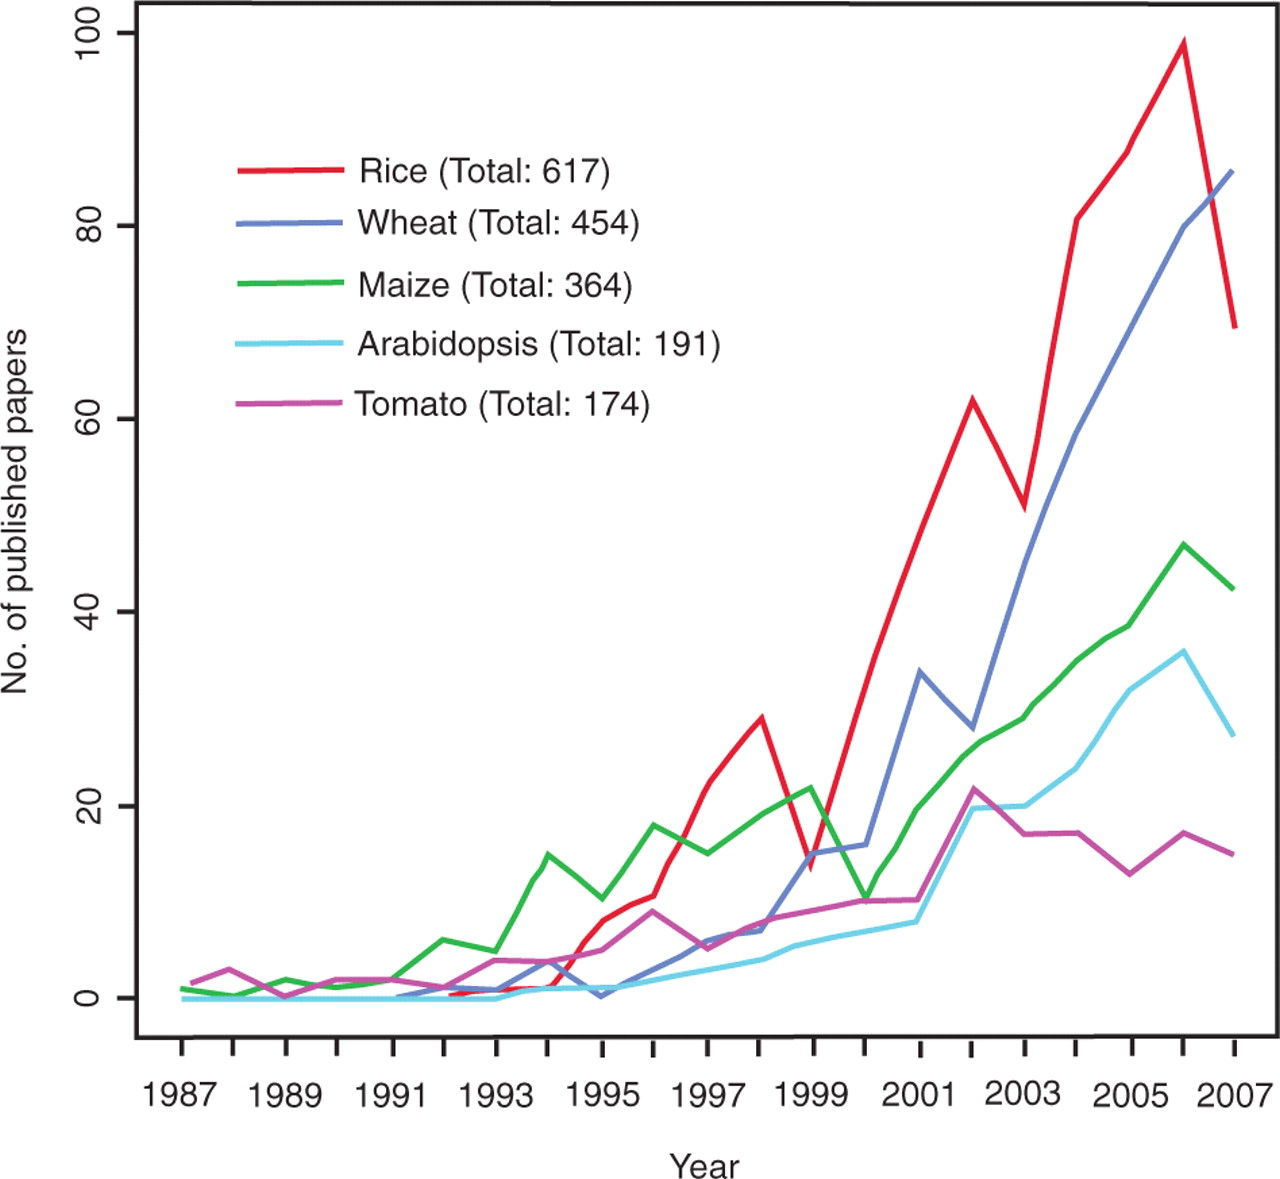 100
80
60
40
20
0
No. of published papers
Rice (Total: 617)
Wheat (Total: 454)
Maize (Total: 364)
Arabidopsis (Total: 191)
Tomato (Total: 174)
1987 1989 1991 1993 1995 1997 1999 2001 2003 2005 2007
Year